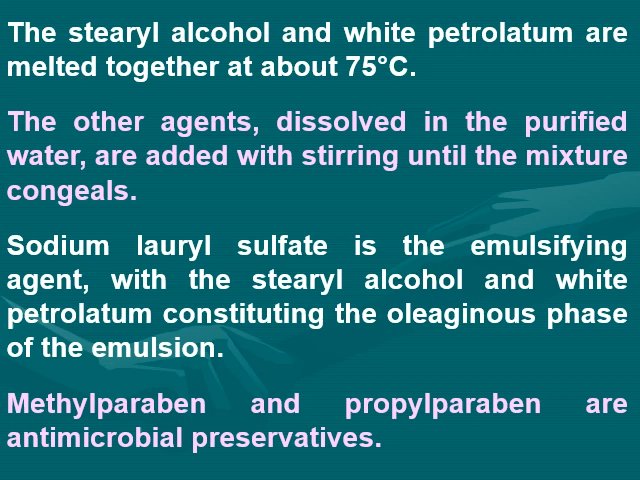 The stearyl alcohol and white petrolatum are
melted together at about 75°C.
The other agents, dissolved in the purified
water, are added with stirring until the mixture
congeals.
Sodium lauryl sulfate is the emulsifying
agent, with the stearyl alcohol and white
petrolatum constituting the oleaginous phase
of the emulsion.
Methylparaben and propylparaben are
antimicrobial preservatives.